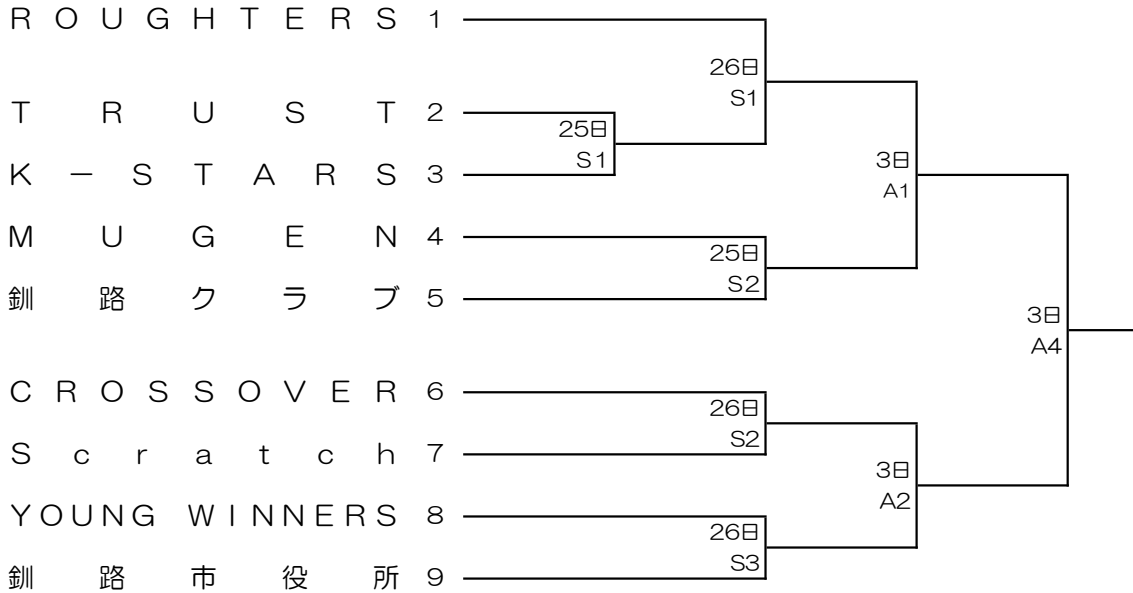 ROUGHTERS 1
26日
S1
TRUST 2
25日
S1
K-STARS 3
3日
A1
MUGEN 4
25日
S2
釧路クラブ 5
3日
A4
CROSSOVER 6
26日
S2
Scratch 7
3日
A2
YOUNG WINNERS 8
26日
S3
釧路市役所 9